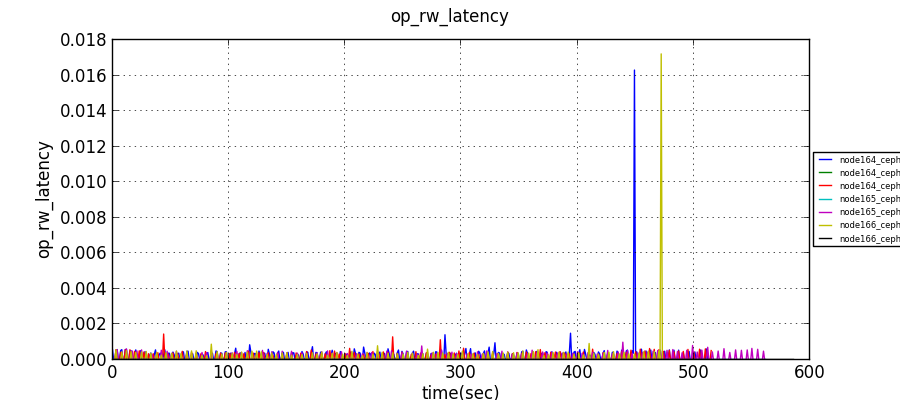 op_rw_latency
0.018
0.016
0.014
0.012
0.010
0.008
0.006
0.004
0.002
0.000
op_rw_latency
0 100 200 300 400 500 600
time(sec)
node164_ceph
node164_ceph
node164_ceph
node165_ceph
node165_ceph
node166_ceph
node166_ceph